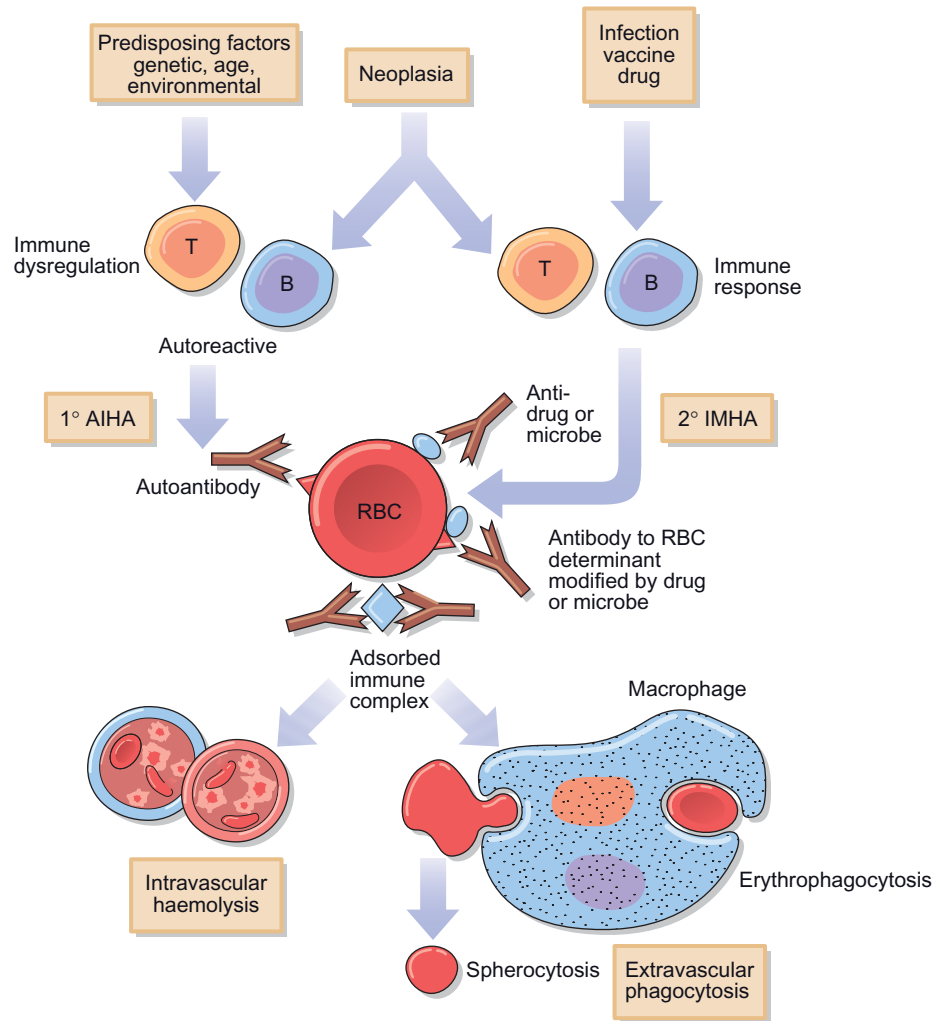 Predisposing factors
genetic, age,
environmental
Neoplasia
Infection
vaccine
drug
Immune
dysregulation
T
B
T
B
Immune
response
Autoreactive
1° AIHA
Anti-
drug or
microbe
2° IMHA
Autoantibody
RBC
Antibody to RBC
determinant
modified by drug
or microbe
Adsorbed
immune
complex
Macrophage
Intravascular
haemolysis
Erythrophagocytosis
Spherocytosis
Extravascular
phagocytosis